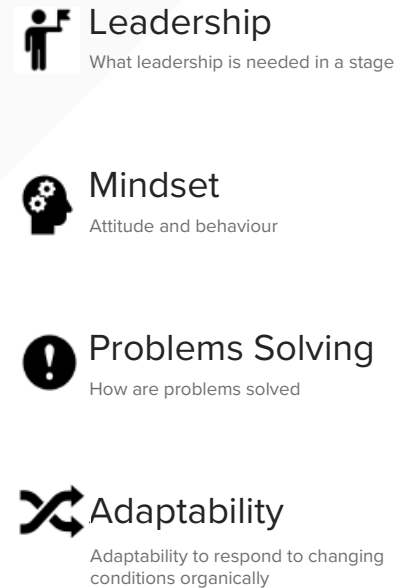 Leadership
What leadership is needed in a stage
Mindset
Attitude and behaviour
Problems Solving
How are problems solved
Adaptability
Adaptability to respond to changing
conditions organically